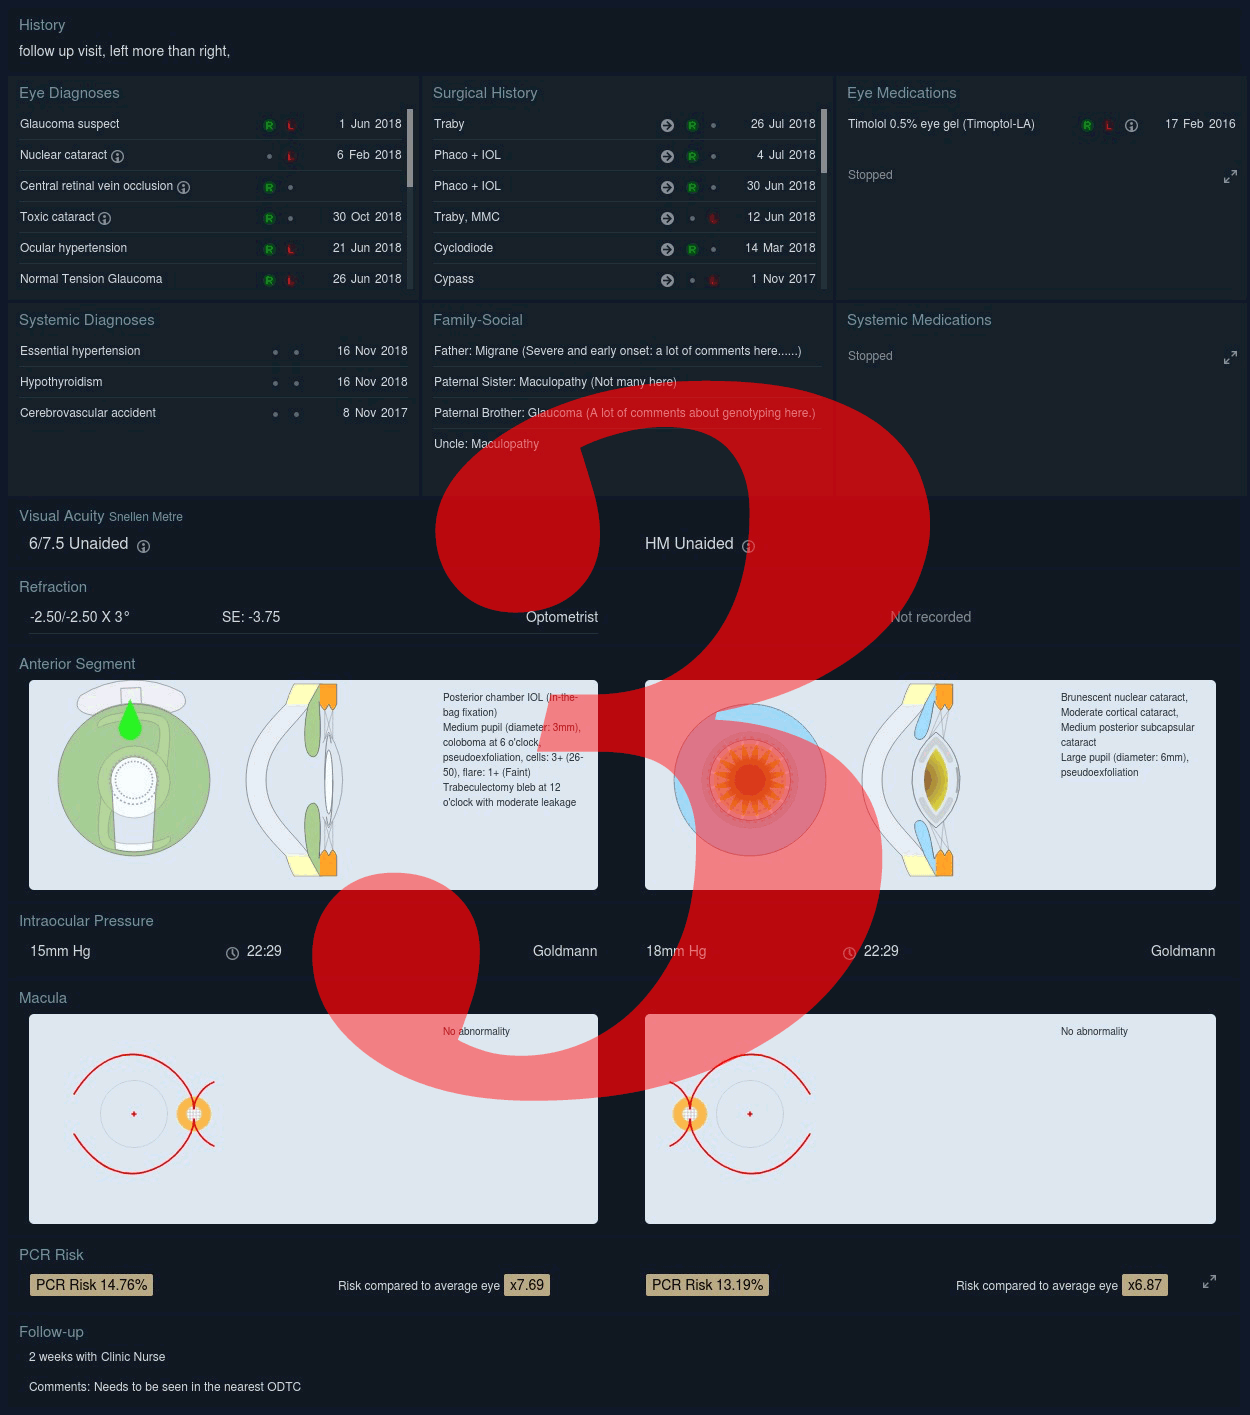 History
follow up visit, left more than right,
Eye Diagnoses
Glaucoma suspect R L 1 Jun 2018
Nuclear cataract L 6 Feb 2018
Central retinal vein occlusion R
Toxic cataract R 30 Oct 2018
Ocular hypertension R L 21 Jun 2018
Normal Tension Glaucoma R L 26 Jun 2018
Surgical History
Traby R 26 Jul 2018
Phaco + IOL R 4 Jul 2018
Phaco + IOL R 30 Jun 2018
Traby, MMC L 12 Jun 2018
Cyclodiode R 14 Mar 2018
Cypass L 1 Nov 2017
Eye Medications
Timolol 0.5% eye gel (Timoptol-LA) R L 17 Feb 2016
Stopped
Systemic Diagnoses
Essential hypertension 16 Nov 2018
Hypothyroidism 16 Nov 2018
Cerebrovascular accident 8 Nov 2017
Family-Social
Father: Migrane (Severe and early onset: a lot of comments here......)
Paternal Sister: Maculopathy (Not many here)
Paternal Brother: Glaucoma (A lot of comments about genotyping here.)
Uncle: Maculopathy
Systemic Medications
Stopped
3
Visual Acuity Snellen Metre
6/7.5 Unaided HM Unaided
Refraction
-2.50/-2.50 X 3° SE: -3.75 Optometrist Not recorded
Anterior Segment
Posterior chamber IOL (In-the-
bag fixation)
Medium pupil (diameter: 3mm),
coloboma at 6 o'clock,
pseudoexfoliation, cells: 3+ (26-
50), flare: 1+ (Faint)
Trabeculectomy bleb at 12
o'clock with moderate leakage
Brunescent nuclear cataract,
Moderate cortical cataract,
Medium posterior subcapsular
cataract
Large pupil (diameter: 6mm),
pseudoexfoliation
Intraocular Pressure
15mm Hg 22:29 Goldmann 18mm Hg 22:29 Goldmann
Macula
No abnormality
No abnormality
PCR Risk
PCR Risk 14.76% Risk compared to average eye x7.69 PCR Risk 13.19% Risk compared to average eye x6.87
Follow-up
2 weeks with Clinic Nurse
Comments: Needs to be seen in the nearest ODTC